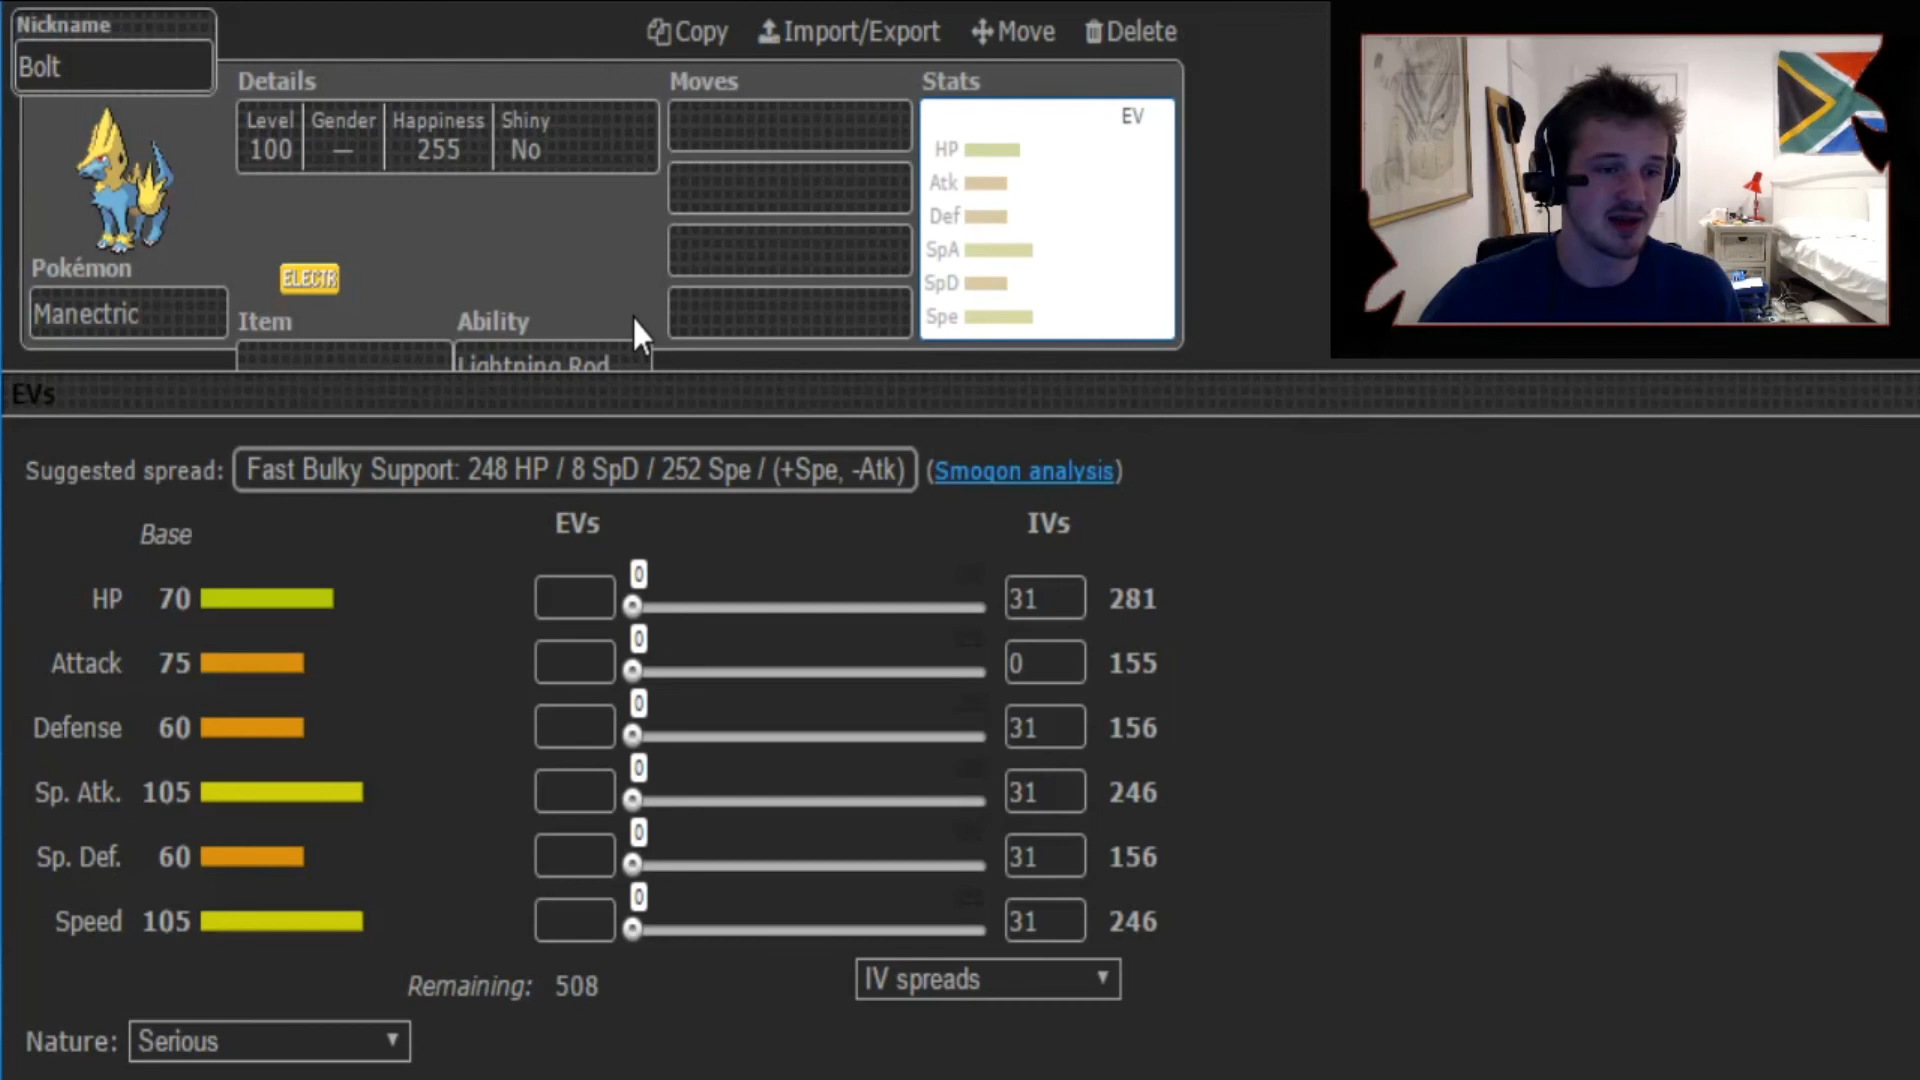 Nickname
Bolt
Copy Import/Export Move Delete
Details
Moves
Stats
Level Gender Happiness Shiny
100 — 255 No
EV
HP
Atk
Def
SpA
SpD
Spe
ELECTR
Pokémon
Manectric
Item
Ability
Lightning Rod
EVs
Suggested spread: Fast Bulky Support: 248 HP / 8 SpD / 252 Spe / (+Spe, -Atk) (Smogon analysis)
Base EVs IVs
HP 70 0 31 281
Attack 75 0 0 155
Defense 60 0 31 156
Sp. Atk. 105 0 31 246
Sp. Def. 60 0 31 156
Speed 105 0 31 246
Remaining: 508
IV spreads
Nature: Serious